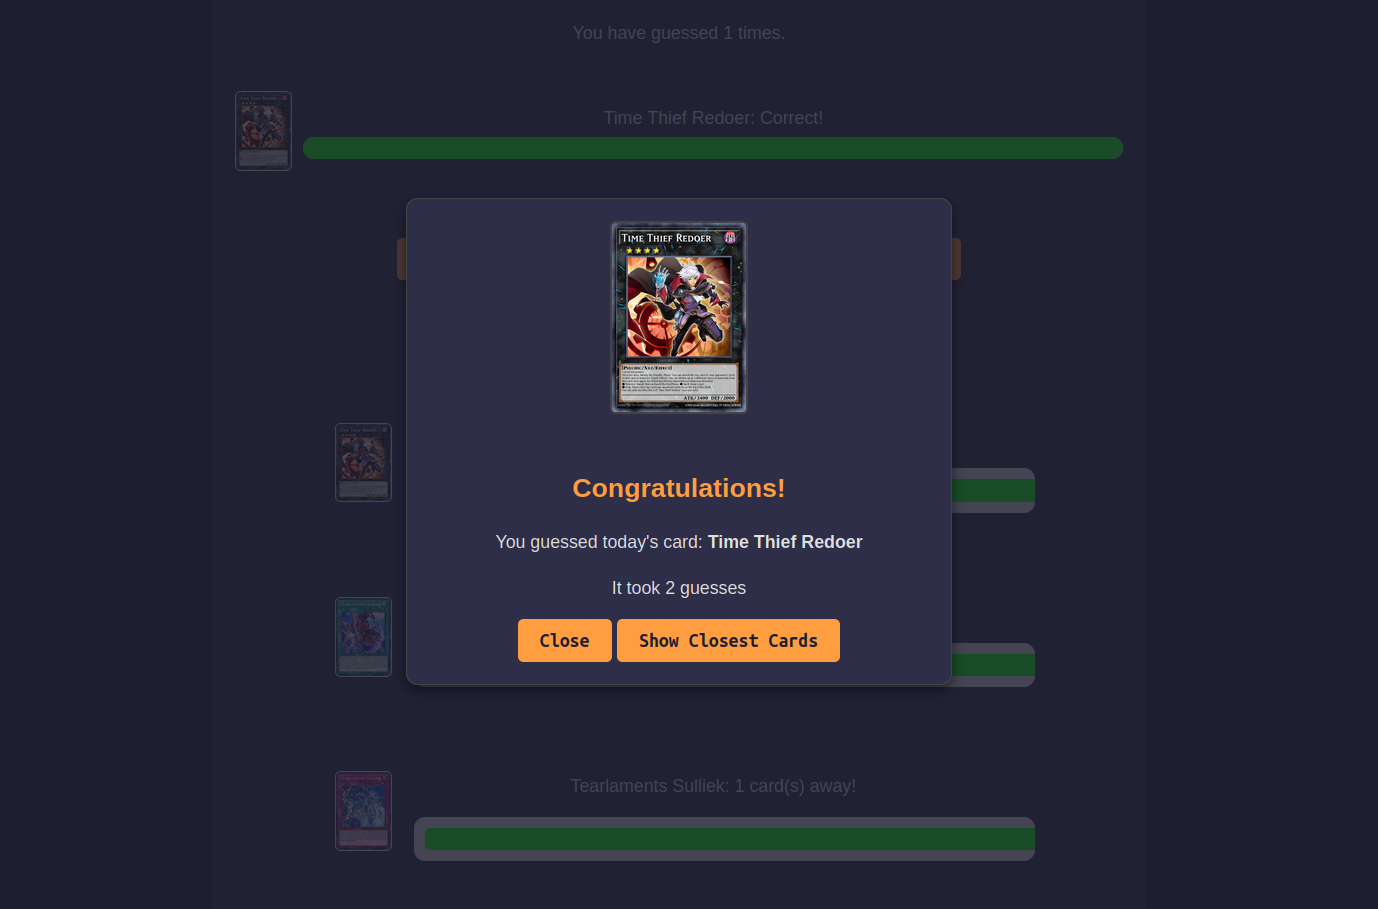 You have guessed 1 times.
Time Thief Redoer: Correct!
TIME THIEF REDOER
[PSYCHIC/XYZ/EFFECT]
ATK/2400 DEF/2000
Congratulations!
You guessed today's card: Time Thief Redoer
It took 2 guesses
Close Show Closest Cards
Tearlaments Sulliek: 1 card(s) away!